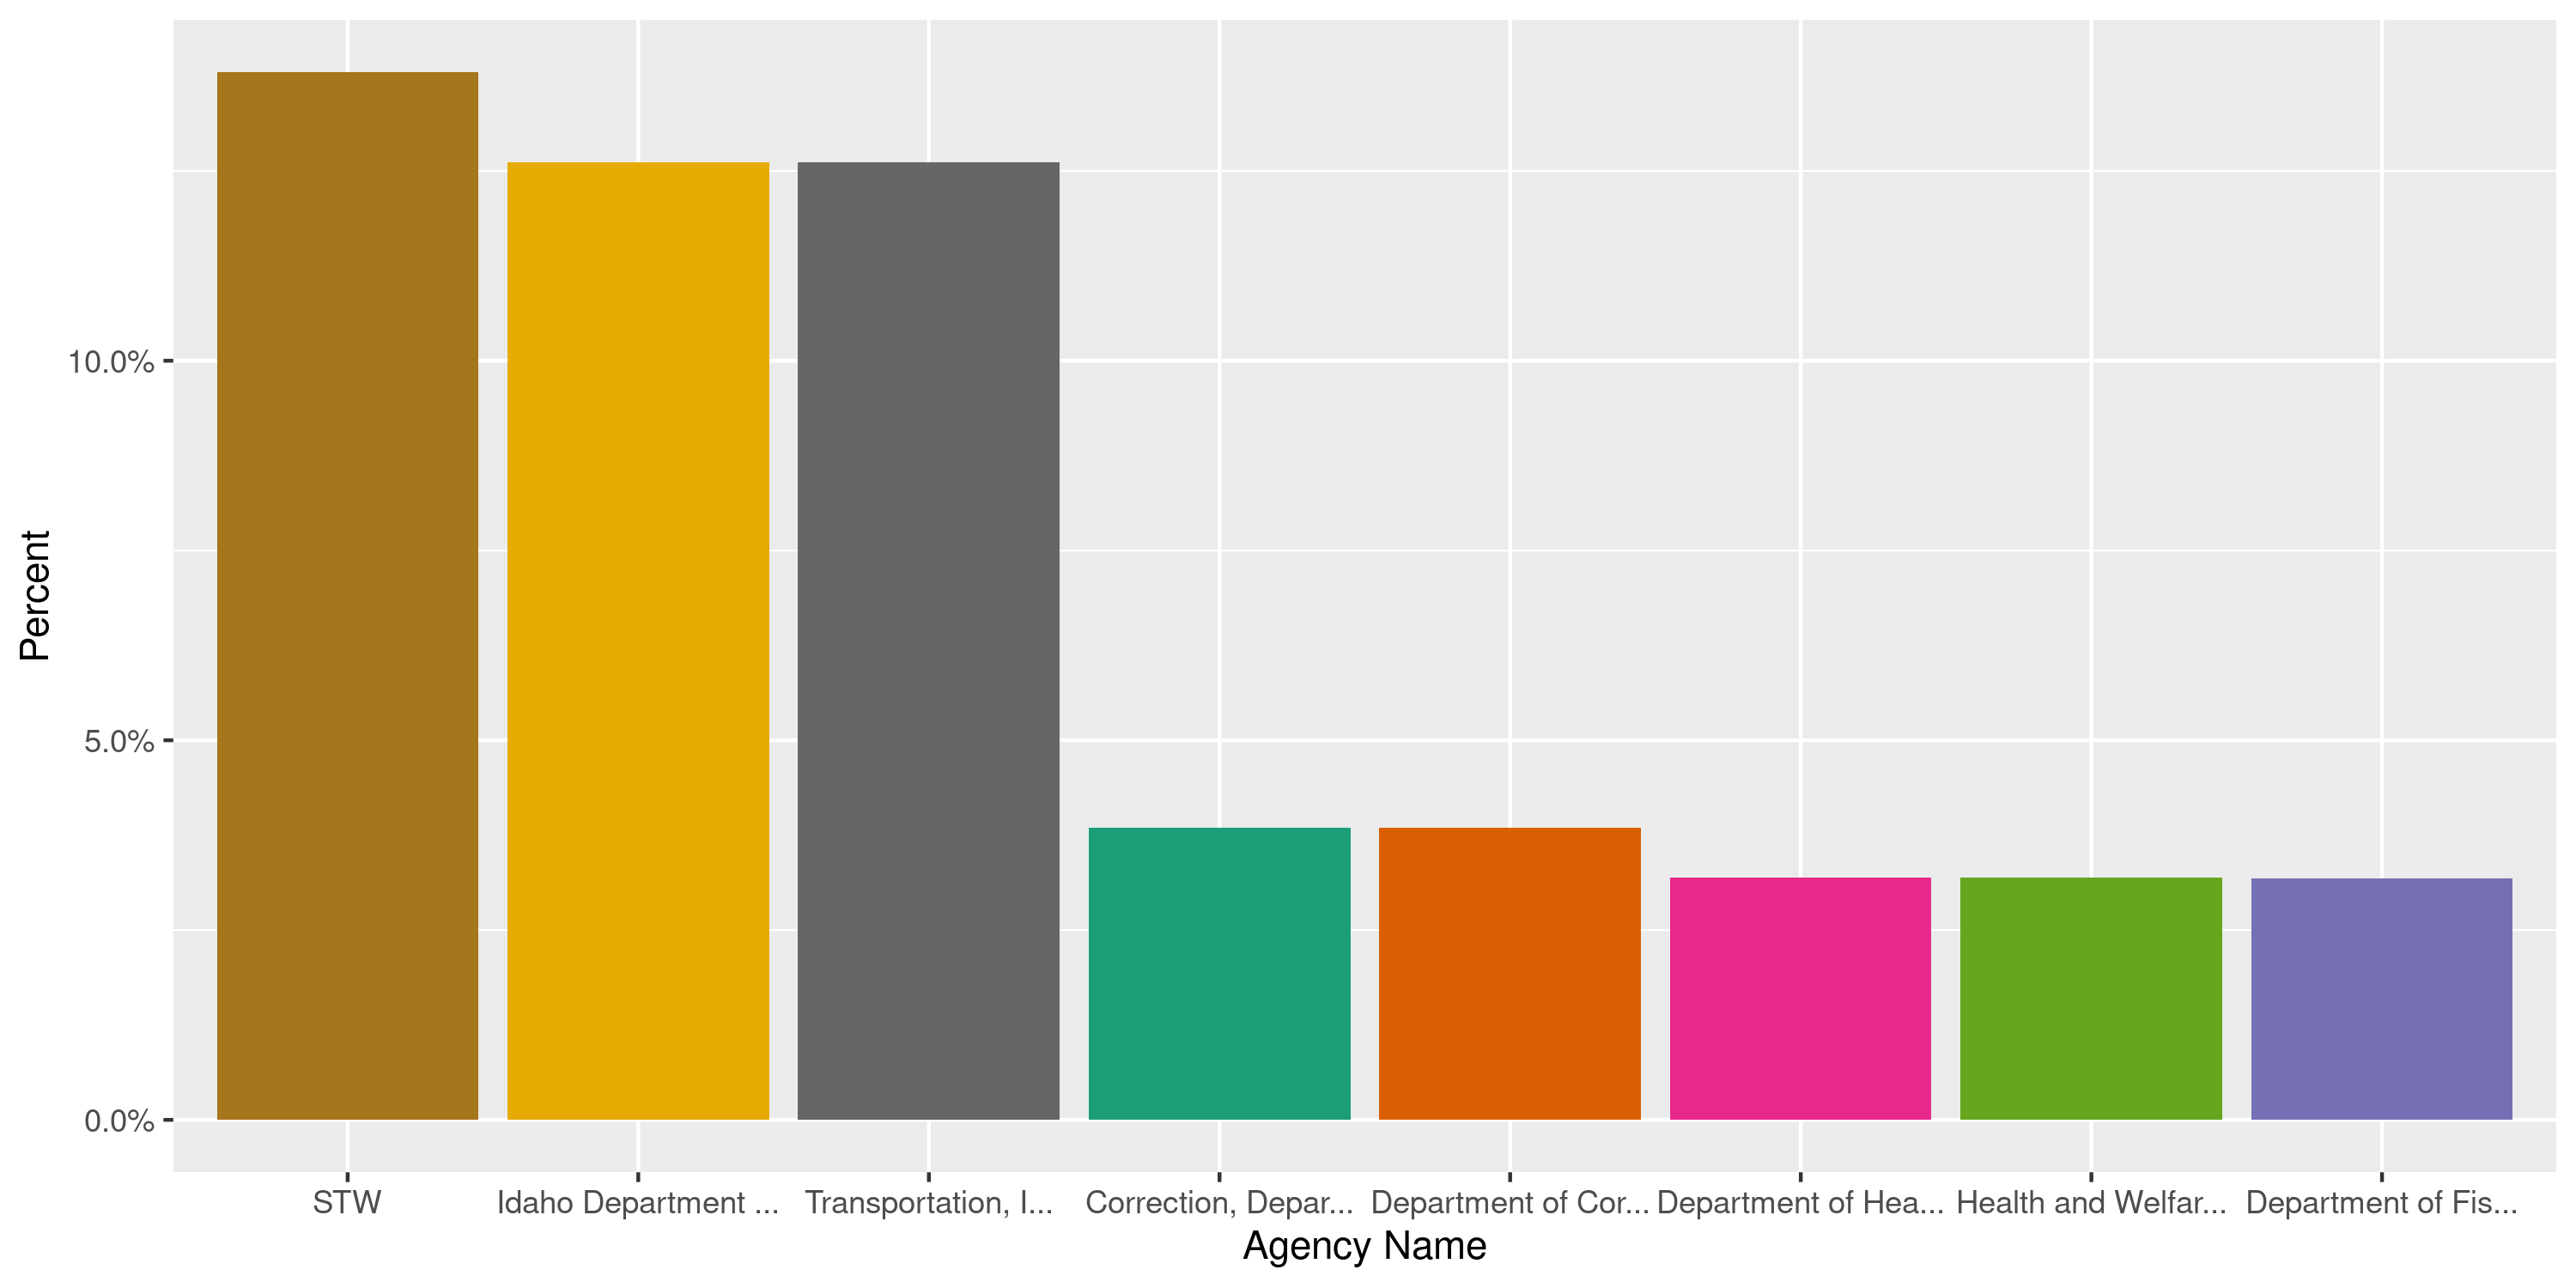 Percent
10.0%
5.0%
0.0%
STW
Idaho Department ...
Transportation, I...
Correction, Depar...
Department of Cor...
Department of Hea...
Health and Welfar...
Department of Fis...
Agency Name